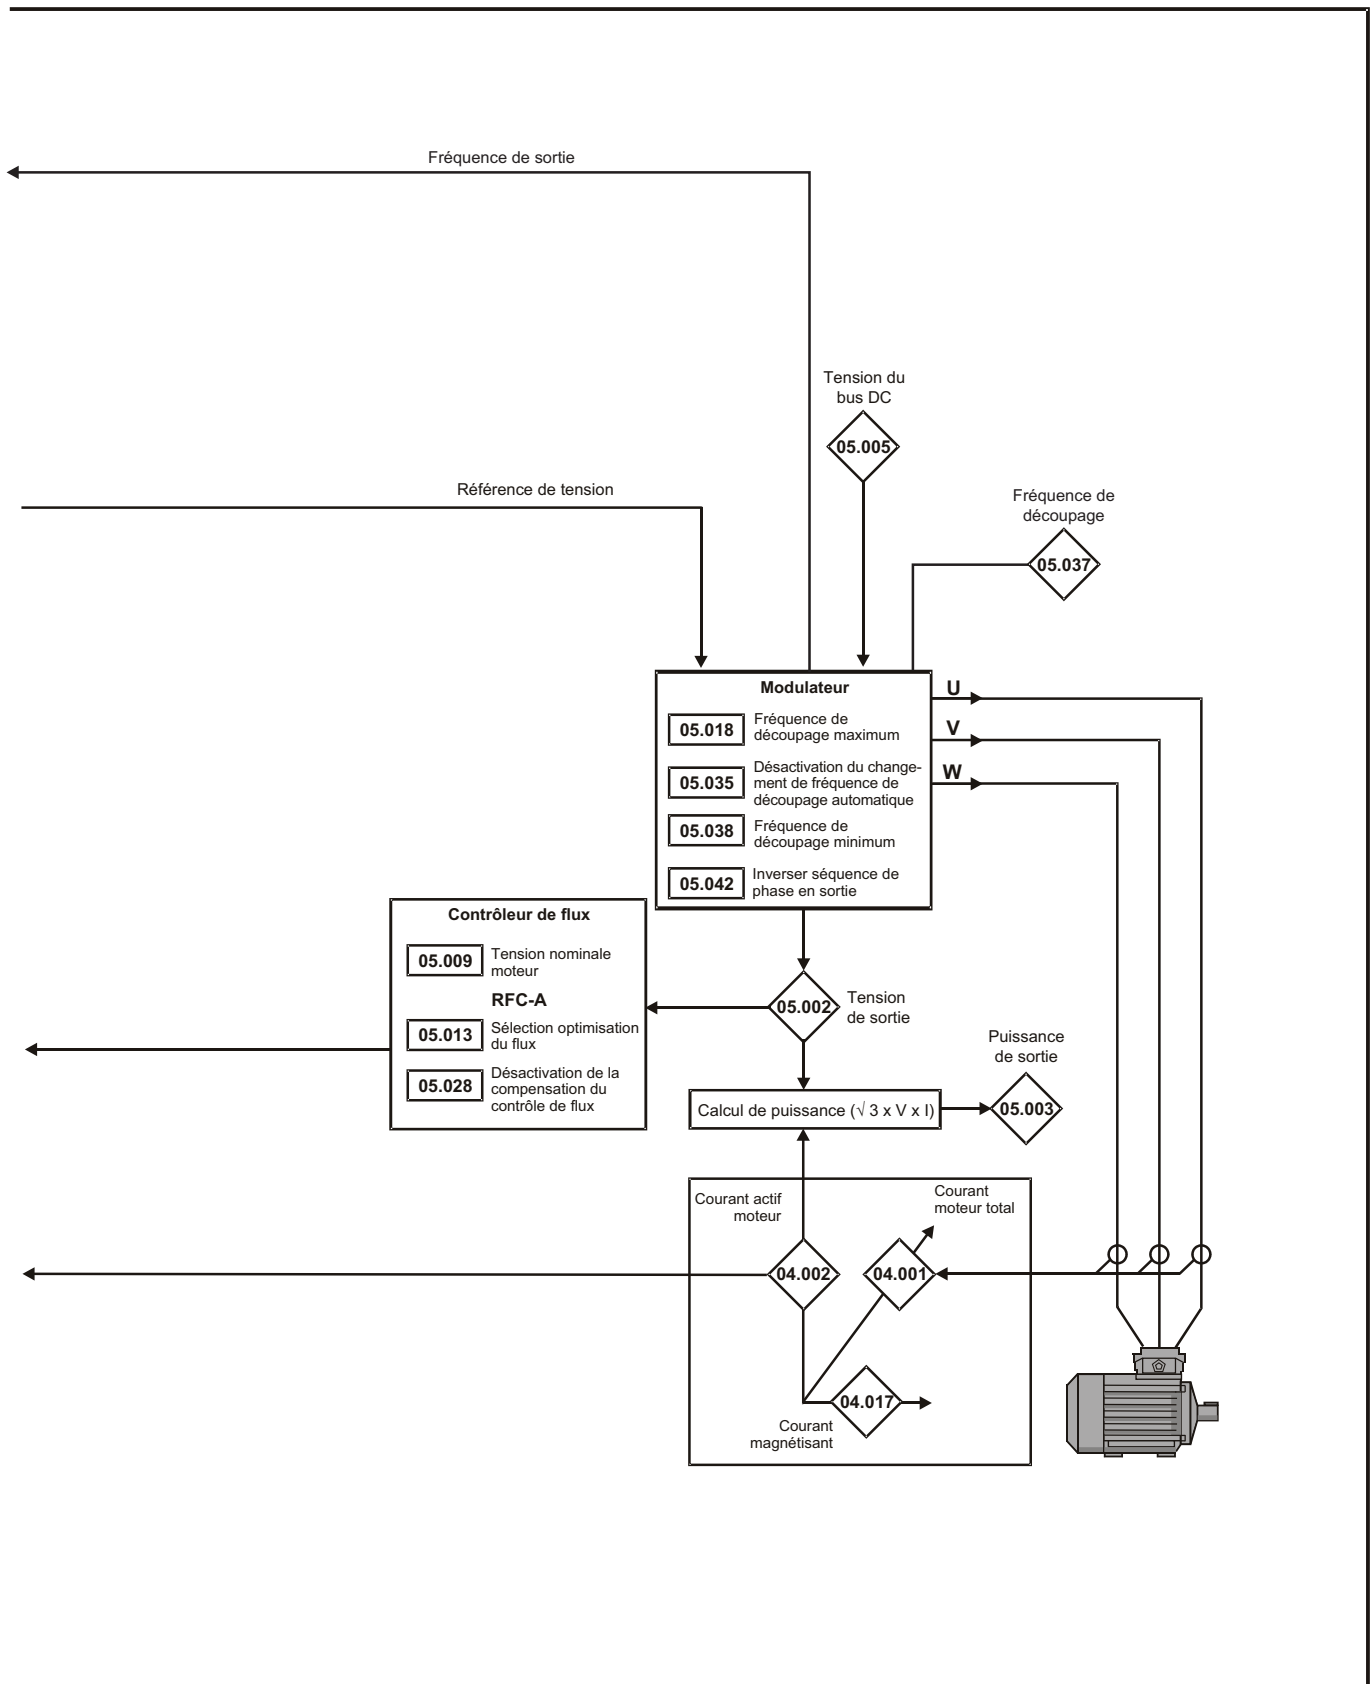 Fréquence de sortie
Tension du
bus DC
05.005
Référence de tension
Fréquence de
découpage
05.037
Modulateur
05.018
Fréquence de
découpage maximum
05.035
Désactivation du change-
ment de fréquence de
découpage automatique
05.038
Fréquence de
découpage minimum
05.042
Inverser séquence de
phase en sortie
U
V
W
Contrôleur de flux
05.009
Tension nominale
moteur
RFC-A
05.013
Sélection optimisation
du flux
05.028
Désactivation de la
compensation du
contrôle de flux
05.002
Tension
de sortie
Puissance
de sortie
Calcul de puissance (√ 3 x V x I)
05.003
Courant actif
moteur
Courant
moteur total
04.002
04.001
04.017
Courant
magnétisant